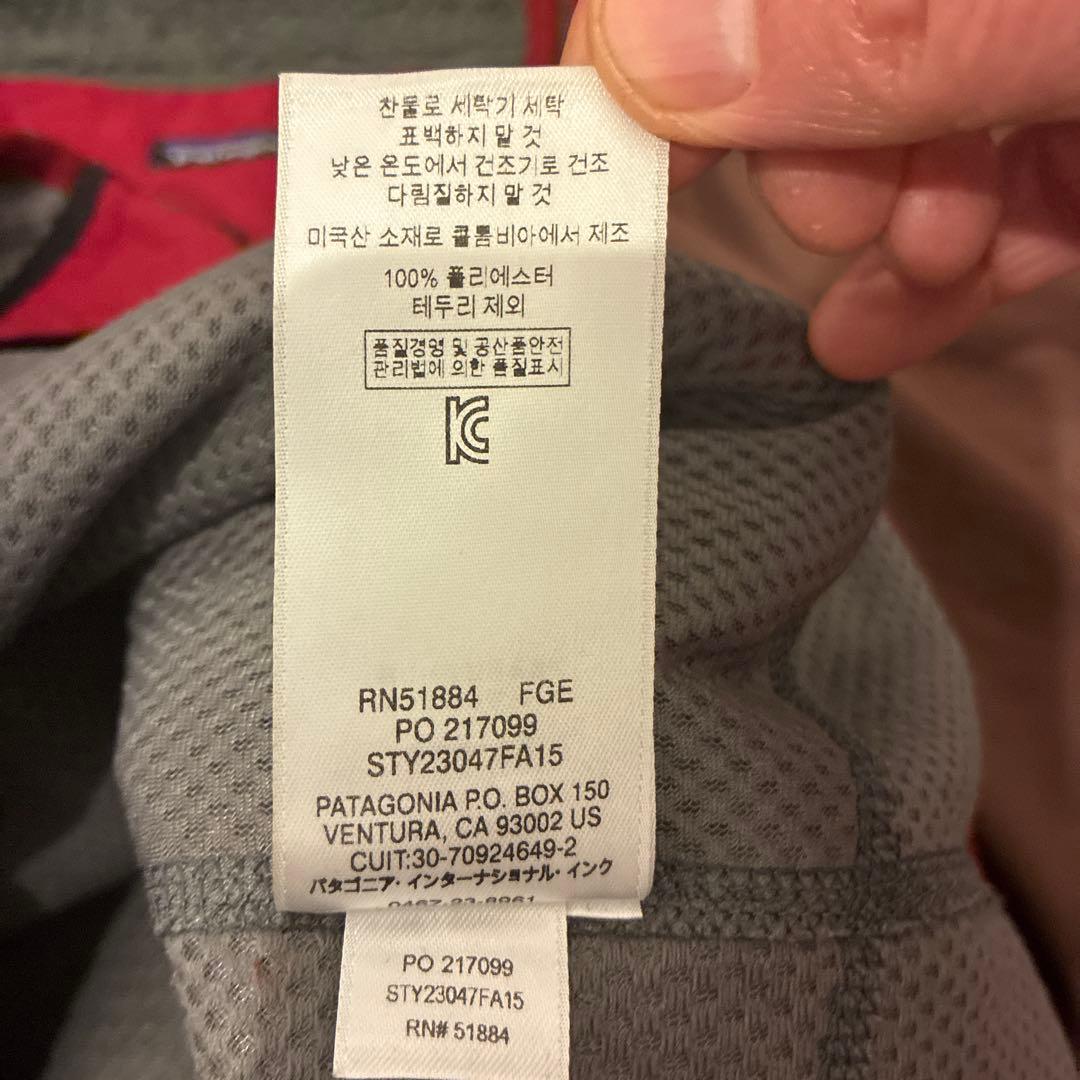 찬물로 세탁기 세탁
표백하지 말 것
낮은 온도에서 건조기로 건조
다림질하지 말 것
미국산 소재로 콜롬비아에서 제조
100% 폴리에스터
테두리 제외
품질경영 및 공산품안전
관리법에 의한 품질표시
KC
RN51884 FGE
PO 217099
STY23047FA15
PATAGONIA P.O. BOX 150
VENTURA, CA 93002 US
CUIT:30-70924649-2
パタゴニア・インターナショナル・インク
0467-23-8961
PO 217099
STY23047FA15
RN# 51884